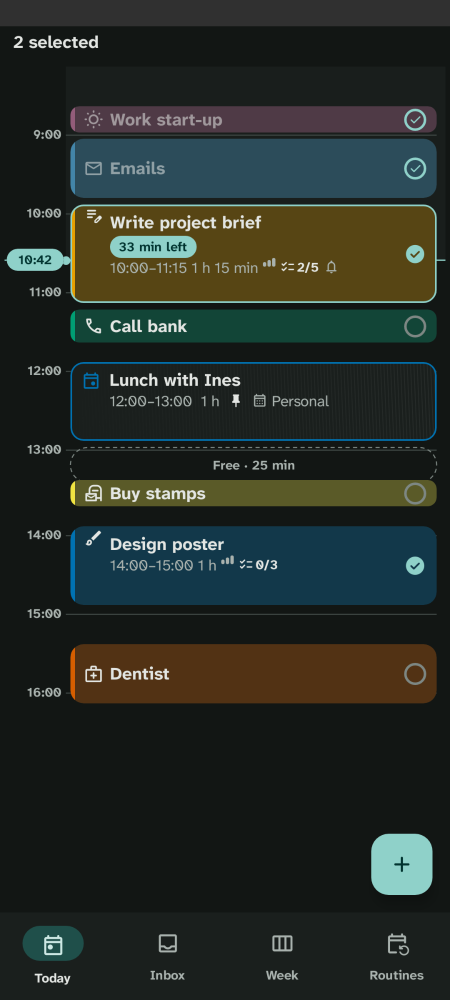 2 selected
Work start-up
9:00
Emails
10:00
Write project brief
33 min left
10:00–11:15 1 h 15 min 2/5
10:42
11:00
Call bank
12:00
Lunch with Ines
12:00–13:00 1 h Personal
13:00
Free · 25 min
Buy stamps
14:00
Design poster
14:00–15:00 1 h 0/3
15:00
Dentist
16:00
Today
Inbox
Week
Routines